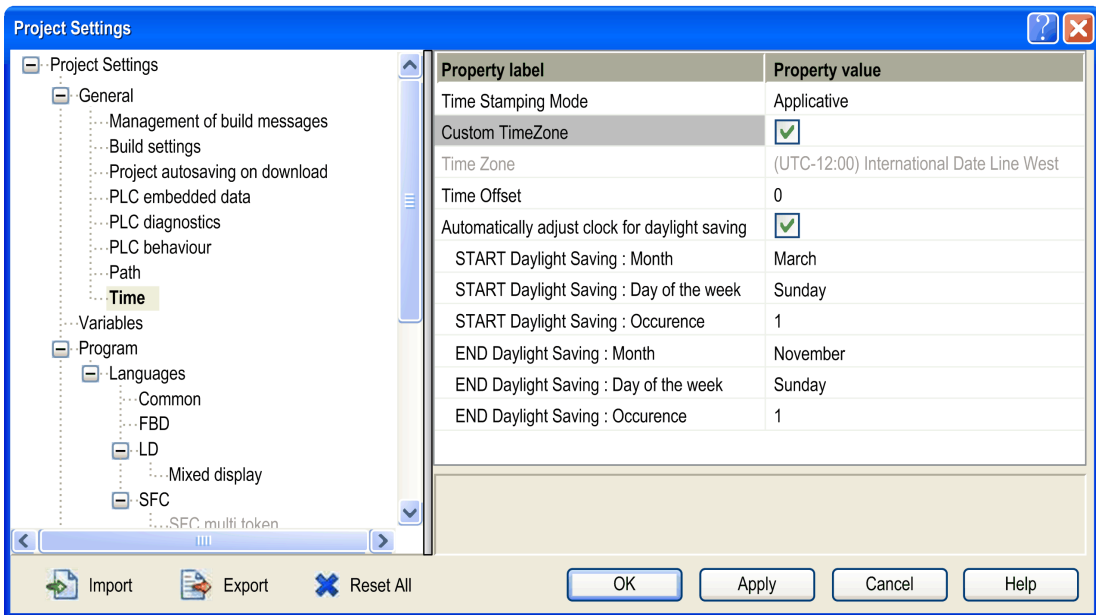 Project Settings
Project Settings
General
Management of build messages
Build settings
Project autosaving on download
PLC embedded data
PLC diagnostics
PLC behaviour
Path
Time
Variables
Program
Languages
Common
FBD
LD
Mixed display
SFC
SFC multi token
Property label Property value
Time Stamping Mode Applicative
Custom TimeZone
Time Zone (UTC-12:00) International Date Line West
Time Offset 0
Automatically adjust clock for daylight saving
START Daylight Saving : Month March
START Daylight Saving : Day of the week Sunday
START Daylight Saving : Occurence 1
END Daylight Saving : Month November
END Daylight Saving : Day of the week Sunday
END Daylight Saving : Occurence 1
Import Export Reset All OK Apply Cancel Help